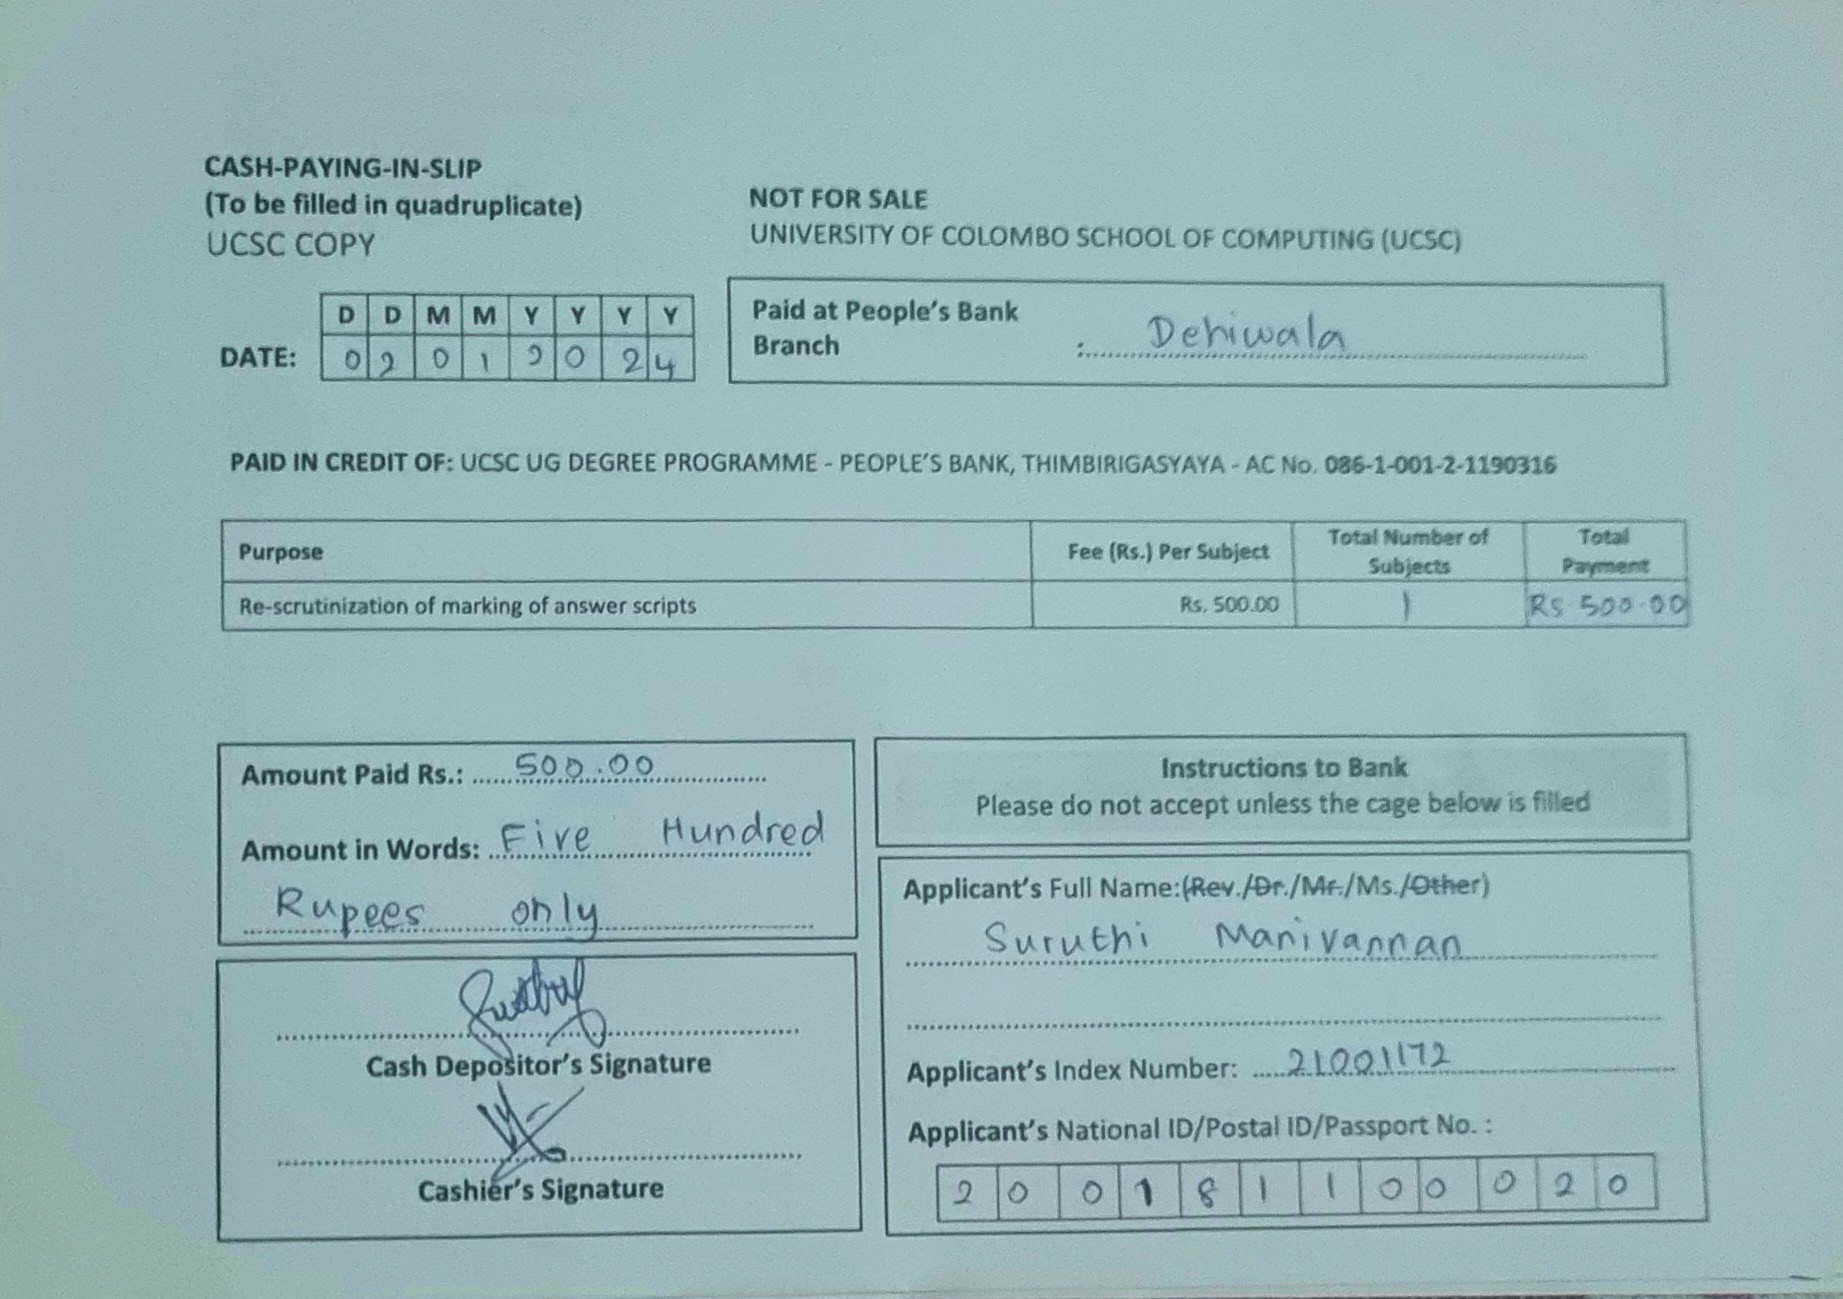 CASH-PAYING-IN-SLIP
(To be filled in quadruplicate)
UCSC COPY
NOT FOR SALE
UNIVERSITY OF COLOMBO SCHOOL OF COMPUTING (UCSC)
D D M M Y Y Y Y
DATE: 0 2 0 1 2 0 2 4
Paid at People's Bank
Branch : Dehiwala
PAID IN CREDIT OF: UCSC UG DEGREE PROGRAMME - PEOPLE'S BANK, THIMBIRIGASYAYA - AC No. 086-1-001-2-1190316
Purpose Fee (Rs.) Per Subject Total Number of Subjects Total Payment
Re-scrutinization of marking of answer scripts Rs. 500.00 1 Rs 500.00
Amount Paid Rs.: 500.00
Amount in Words: Five Hundred
Rupees only
Cash Depositor's Signature
Cashier's Signature
Instructions to Bank
Please do not accept unless the cage below is filled
Applicant's Full Name:(Rev./Dr./Mr./Ms./Other)
Suruthi Manivannan
Applicant's Index Number: 21001172
Applicant's National ID/Postal ID/Passport No. :
2 0 0 1 8 1 1 0 0 0 2 0